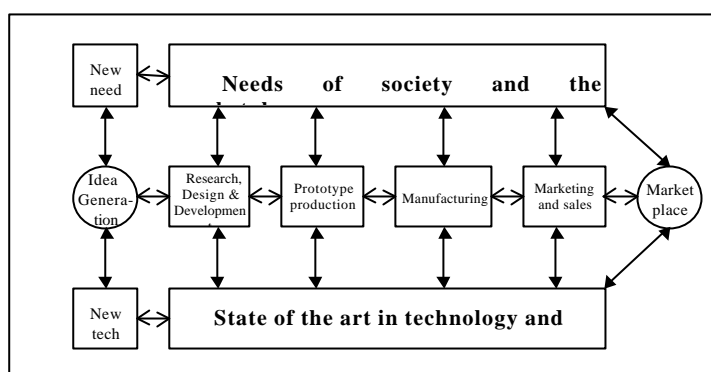 New
need
Needs of society and the
Idea
Genera-
tion
Research,
Design &
Developmen
Prototype
production
Manufacturing
Marketing
and sales
Market
place
New
tech
State of the art in technology and